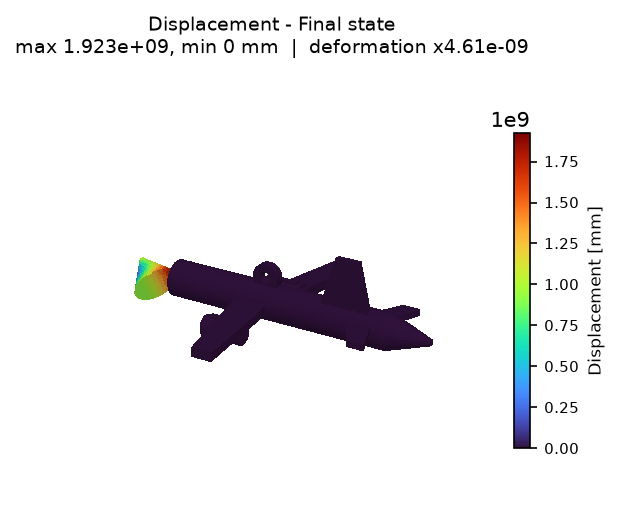 Displacement - Final state
max 1.923e+09, min 0 mm  |  deformation x4.61e-09
1e9
1.75
1.50
1.25
1.00
0.75
0.50
0.25
0.00
Displacement [mm]